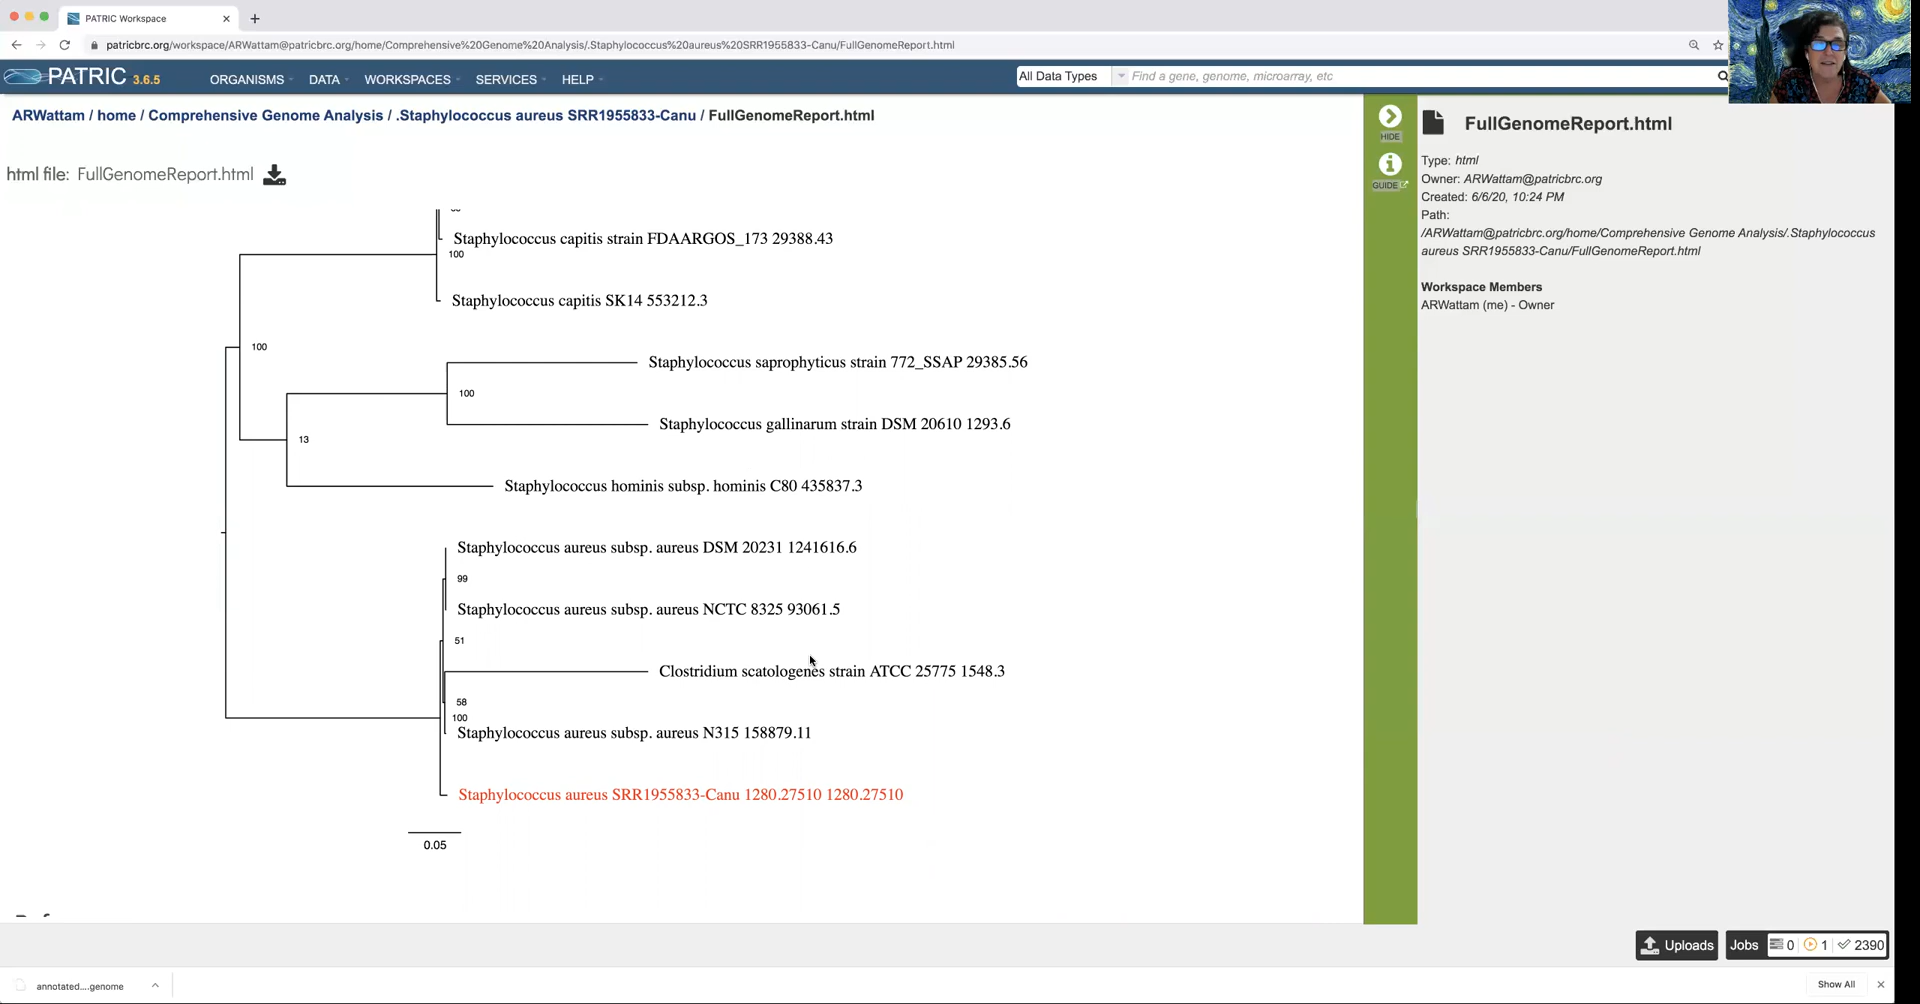 PATRIC Workspace
patricbrc.org/workspace/ARWattam@patricbrc.org/home/Comprehensive%20Genome%20Analysis/.Staphylococcus%20aureus%20SRR1955833-Canu/FullGenomeReport.html
PATRIC 3.6.5
ORGANISMS
DATA
WORKSPACES
SERVICES
HELP
All Data Types
Find a gene, genome, microarray, etc
ARWattam / home / Comprehensive Genome Analysis / .Staphylococcus aureus SRR1955833-Canu / FullGenomeReport.html
html file: FullGenomeReport.html
Staphylococcus capitis strain FDAARGOS_173 29388.43
100
Staphylococcus capitis SK14 553212.3
100
Staphylococcus saprophyticus strain 772_SSAP 29385.56
100
Staphylococcus gallinarum strain DSM 20610 1293.6
13
Staphylococcus hominis subsp. hominis C80 435837.3
Staphylococcus aureus subsp. aureus DSM 20231 1241616.6
99
Staphylococcus aureus subsp. aureus NCTC 8325 93061.5
51
Clostridium scatologenes strain ATCC 25775 1548.3
58
100
Staphylococcus aureus subsp. aureus N315 158879.11
Staphylococcus aureus SRR1955833-Canu 1280.27510 1280.27510
0.05
HIDE
GUIDE
FullGenomeReport.html
Type: html
Owner: ARWattam@patricbrc.org
Created: 6/6/20, 10:24 PM
Path:
/ARWattam@patricbrc.org/home/Comprehensive Genome Analysis/.Staphylococcus
aureus SRR1955833-Canu/FullGenomeReport.html
Workspace Members
ARWattam (me) - Owner
Uploads
Jobs 0 1 2390
annotated....genome
Show All